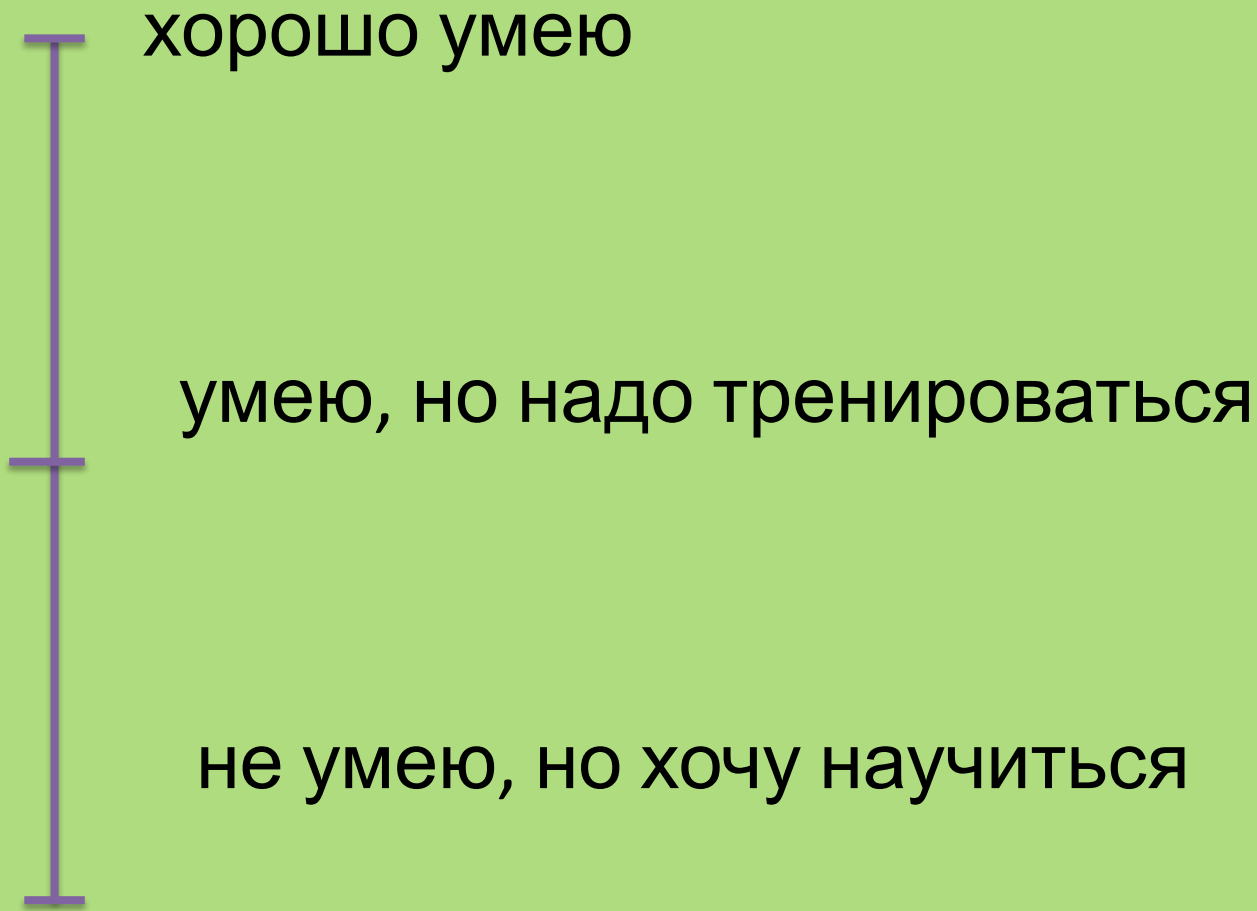 хорошо умею
умею, но надо тренироваться
не умею, но хочу научиться